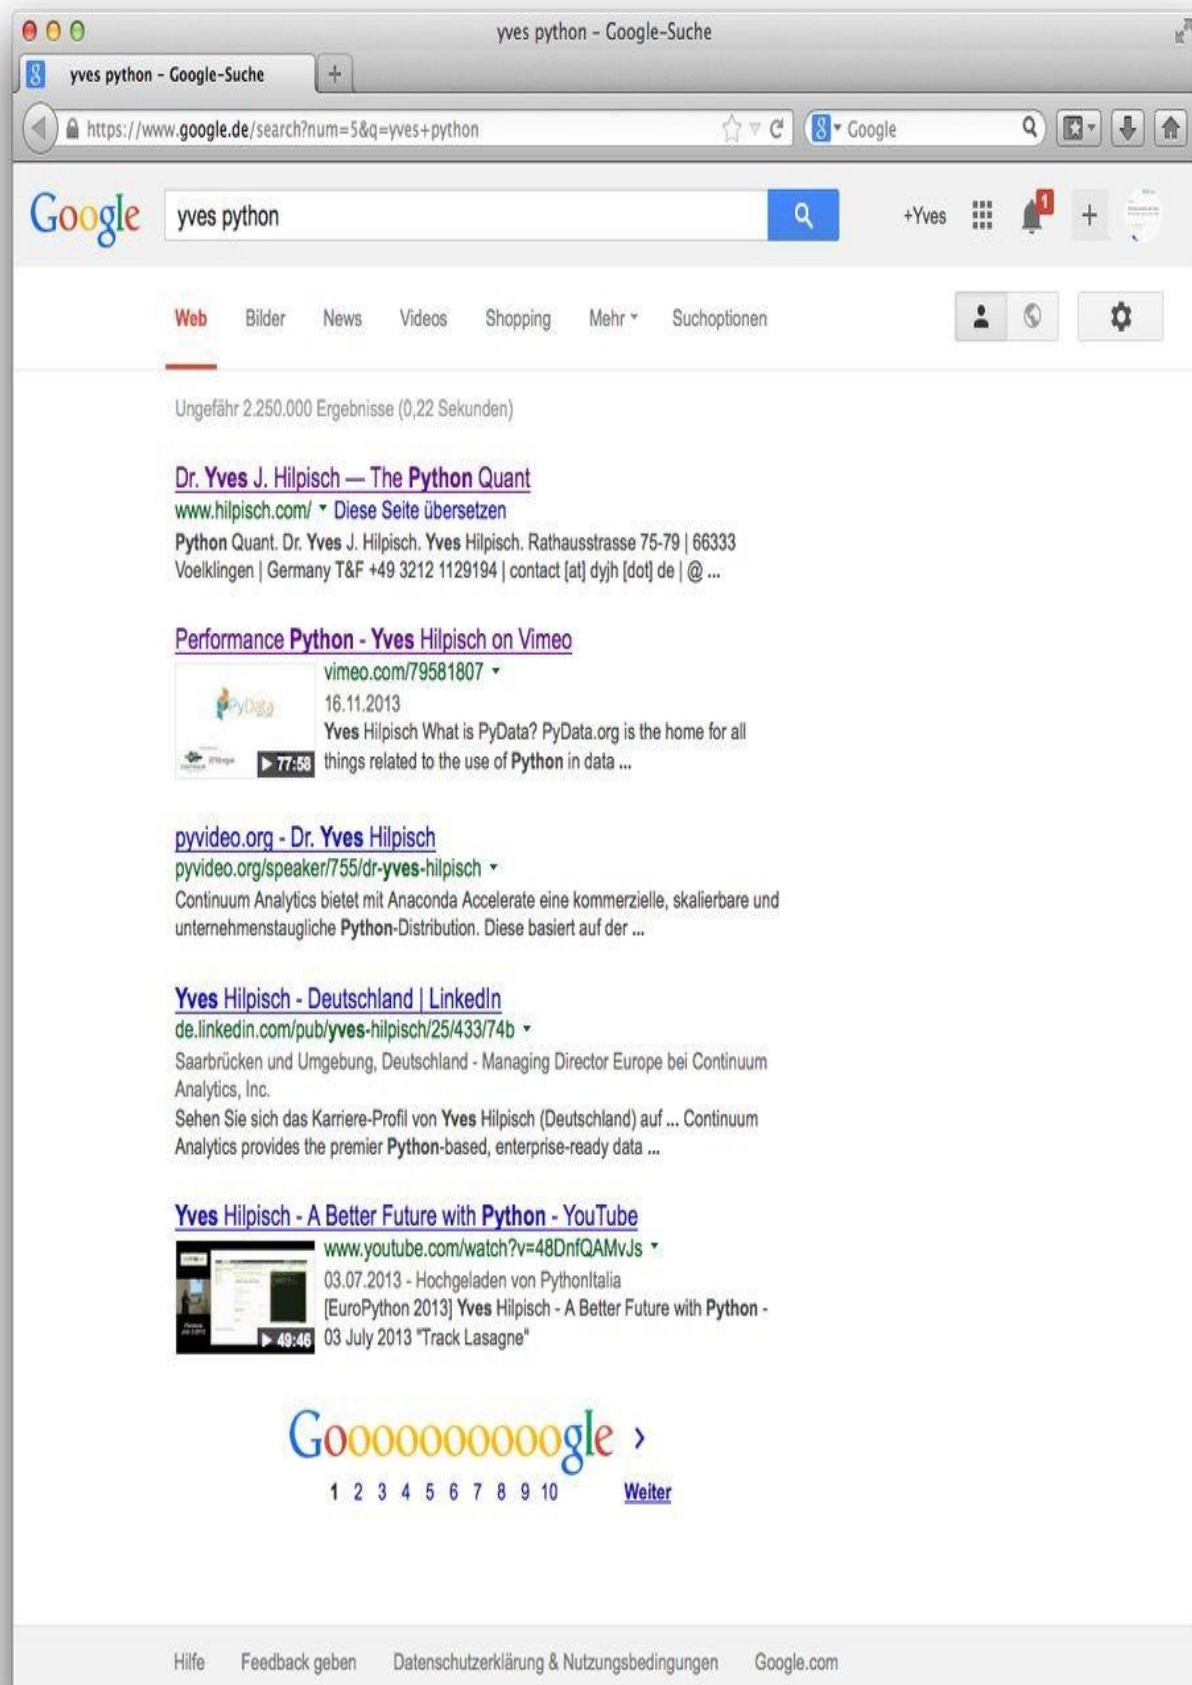 yves python - Google-Suche
yves python - Google-Suche
https://www.google.de/search?num=5&q=yves+python
Google
Google
yves python
+Yves
1
Web Bilder News Videos Shopping Mehr Suchoptionen
Ungefähr 2.250.000 Ergebnisse (0,22 Sekunden)
Dr. Yves J. Hilpisch — The Python Quant
www.hilpisch.com/ Diese Seite übersetzen
Python Quant. Dr. Yves J. Hilpisch. Yves Hilpisch. Rathausstrasse 75-79 | 66333
Voelklingen | Germany T&F +49 3212 1129194 | contact [at] dyjh [dot] de | @ ...
Performance Python - Yves Hilpisch on Vimeo
vimeo.com/79581807
16.11.2013
Yves Hilpisch What is PyData? PyData.org is the home for all
things related to the use of Python in data ...
PyData
77:58
pyvideo.org - Dr. Yves Hilpisch
pyvideo.org/speaker/755/dr-yves-hilpisch
Continuum Analytics bietet mit Anaconda Accelerate eine kommerzielle, skalierbare und
unternehmenstaugliche Python-Distribution. Diese basiert auf der ...
Yves Hilpisch - Deutschland | LinkedIn
de.linkedin.com/pub/yves-hilpisch/25/433/74b
Saarbrücken und Umgebung, Deutschland - Managing Director Europe bei Continuum
Analytics, Inc.
Sehen Sie sich das Karriere-Profil von Yves Hilpisch (Deutschland) auf ... Continuum
Analytics provides the premier Python-based, enterprise-ready data ...
Yves Hilpisch - A Better Future with Python - YouTube
www.youtube.com/watch?v=48DnfQAMvJs
03.07.2013 - Hochgeladen von PythonItalia
[EuroPython 2013] Yves Hilpisch - A Better Future with Python -
03 July 2013 "Track Lasagne"
49:46
Goooooooooogle >
1 2 3 4 5 6 7 8 9 10 Weiter
Hilfe Feedback geben Datenschutzerklärung & Nutzungsbedingungen Google.com